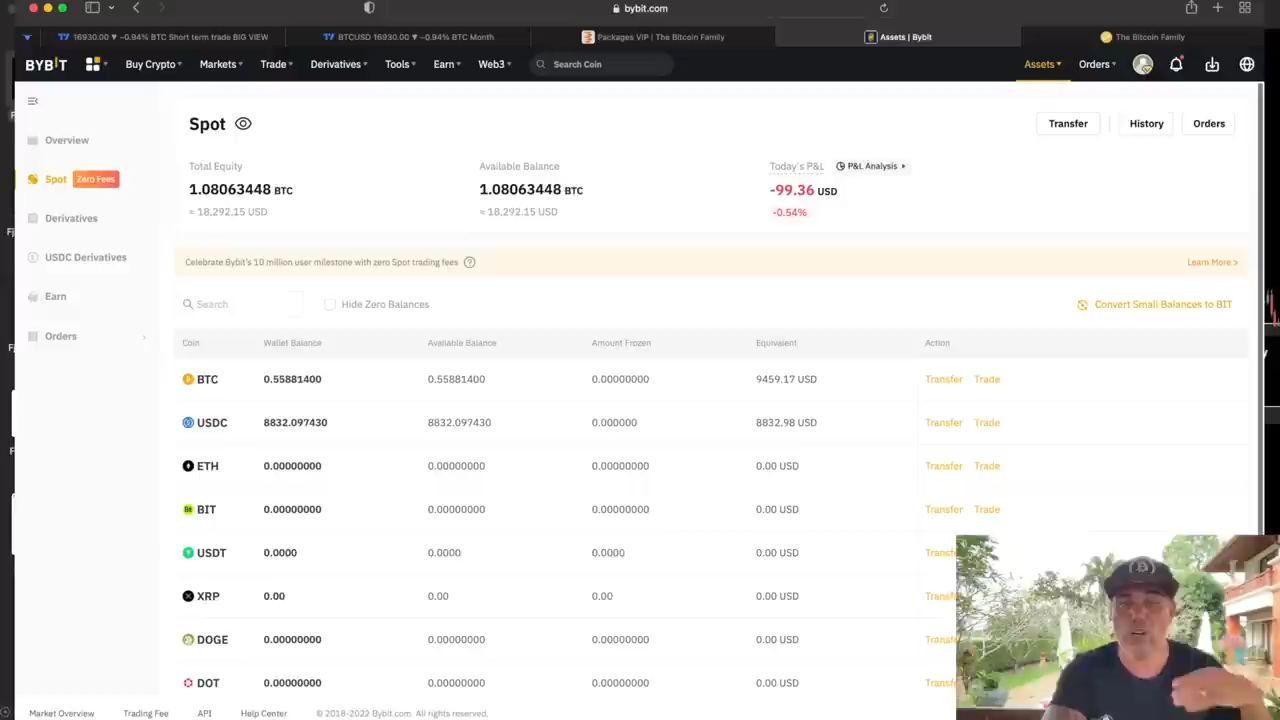 bybit.com
16930.00 ▼ −0.94% BTC Short term trade BIG VIEW
BTCUSD 16930.00 ▼ −0.94% BTC Month
Packages VIP | The Bitcoin Family
Assets | Bybit
The Bitcoin Family
BYBIT
Buy Crypto
Markets
Trade
Derivatives
Tools
Earn
Web3
Search Coin
Assets
Orders
Overview
Spot Zero Fees
Derivatives
USDC Derivatives
Earn
Orders
Spot
Transfer
History
Orders
Total Equity
Available Balance
Today's P&L
P&L Analysis
1.08063448 BTC
1.08063448 BTC
-99.36 USD
≈ 18,292.15 USD
≈ 18,292.15 USD
-0.54%
Celebrate Bybit's 10 million user milestone with zero Spot trading fees
Learn More >
Search
Hide Zero Balances
Convert Small Balances to BIT
Coin Wallet Balance Available Balance Amount Frozen Equivalent Action
BTC 0.55881400 0.55881400 0.00000000 9459.17 USD Transfer Trade
USDC 8832.097430 8832.097430 0.000000 8832.98 USD Transfer Trade
ETH 0.00000000 0.00000000 0.00000000 0.00 USD Transfer Trade
BIT 0.00000000 0.00000000 0.00000000 0.00 USD Transfer Trade
USDT 0.0000 0.0000 0.0000 0.00 USD Transf
XRP 0.00 0.00 0.00 0.00 USD Transf
DOGE 0.00000000 0.00000000 0.00000000 0.00 USD Transf
DOT 0.00000000 0.00000000 0.00000000 0.00 USD Transf
Market Overview
Trading Fee
API
Help Center
© 2018-2022 Bybit.com. All rights reserved.